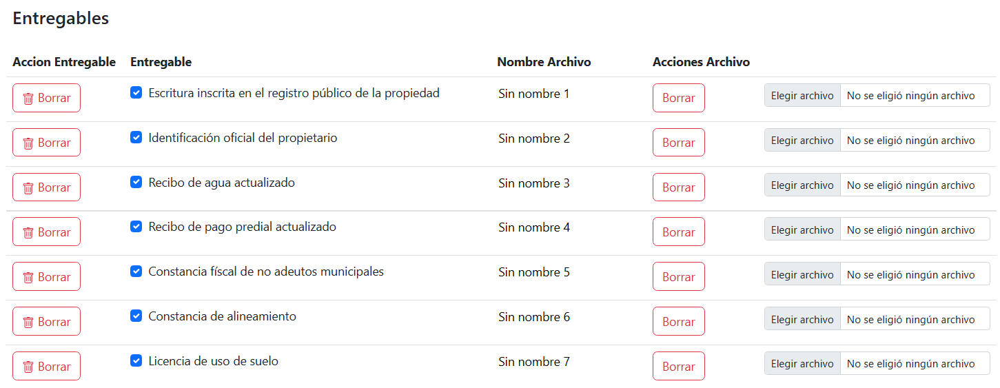 Entregables
Accion Entregable Entregable Nombre Archivo Acciones Archivo
Borrar Escritura inscrita en el registro público de la propiedad Sin nombre 1 Borrar Elegir archivo No se eligió ningún archivo
Borrar Identificación oficial del propietario Sin nombre 2 Borrar Elegir archivo No se eligió ningún archivo
Borrar Recibo de agua actualizado Sin nombre 3 Borrar Elegir archivo No se eligió ningún archivo
Borrar Recibo de pago predial actualizado Sin nombre 4 Borrar Elegir archivo No se eligió ningún archivo
Borrar Constancia físcal de no adeutos municipales Sin nombre 5 Borrar Elegir archivo No se eligió ningún archivo
Borrar Constancia de alineamiento Sin nombre 6 Borrar Elegir archivo No se eligió ningún archivo
Borrar Licencia de uso de suelo Sin nombre 7 Borrar Elegir archivo No se eligió ningún archivo